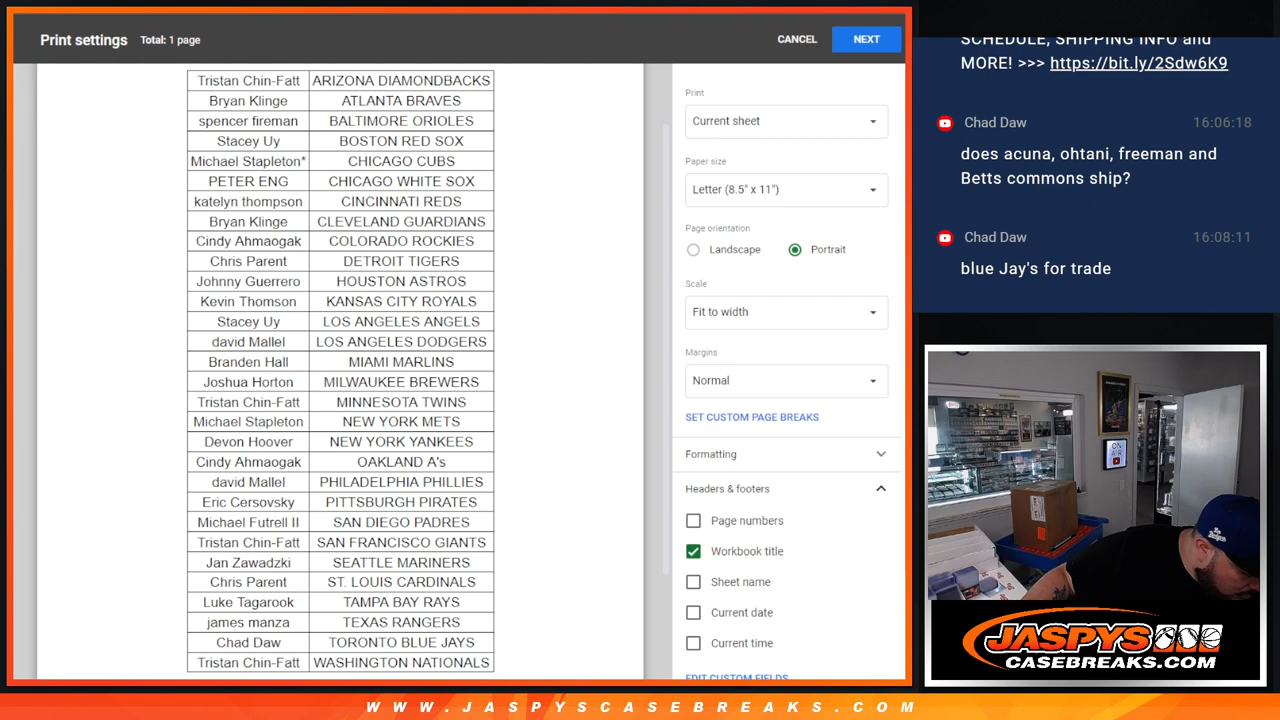 Print settings Total: 1 page CANCEL NEXT
Tristan Chin-Fatt ARIZONA DIAMONDBACKS
Bryan Klinge ATLANTA BRAVES
spencer fireman BALTIMORE ORIOLES
Stacey Uy BOSTON RED SOX
Michael Stapleton* CHICAGO CUBS
PETER ENG CHICAGO WHITE SOX
katelyn thompson CINCINNATI REDS
Bryan Klinge CLEVELAND GUARDIANS
Cindy Ahmaogak COLORADO ROCKIES
Chris Parent DETROIT TIGERS
Johnny Guerrero HOUSTON ASTROS
Kevin Thomson KANSAS CITY ROYALS
Stacey Uy LOS ANGELES ANGELS
david Mallel LOS ANGELES DODGERS
Branden Hall MIAMI MARLINS
Joshua Horton MILWAUKEE BREWERS
Tristan Chin-Fatt MINNESOTA TWINS
Michael Stapleton NEW YORK METS
Devon Hoover NEW YORK YANKEES
Cindy Ahmaogak OAKLAND A's
david Mallel PHILADELPHIA PHILLIES
Eric Cersovsky PITTSBURGH PIRATES
Michael Futrell II SAN DIEGO PADRES
Tristan Chin-Fatt SAN FRANCISCO GIANTS
Jan Zawadzki SEATTLE MARINERS
Chris Parent ST. LOUIS CARDINALS
Luke Tagarook TAMPA BAY RAYS
james manza TEXAS RANGERS
Chad Daw TORONTO BLUE JAYS
Tristan Chin-Fatt WASHINGTON NATIONALS
Print
Current sheet
Paper size
Letter (8.5" x 11")
Page orientation
Landscape Portrait
Scale
Fit to width
Margins
Normal
SET CUSTOM PAGE BREAKS
Formatting
Headers & footers
Page numbers
Workbook title
Sheet name
Current date
Current time
EDIT CUSTOM FIELDS
SCHEDULE, SHIPPING INFO and
MORE! >>> https://bit.ly/2Sdw6K9
Chad Daw 16:06:18
does acuna, ohtani, freeman and
Betts commons ship?
Chad Daw 16:08:11
blue Jay's for trade
ON
AIR
JASPYS
CASEBREAKS.COM
WWW.JASPYSCASEBREAKS.COM